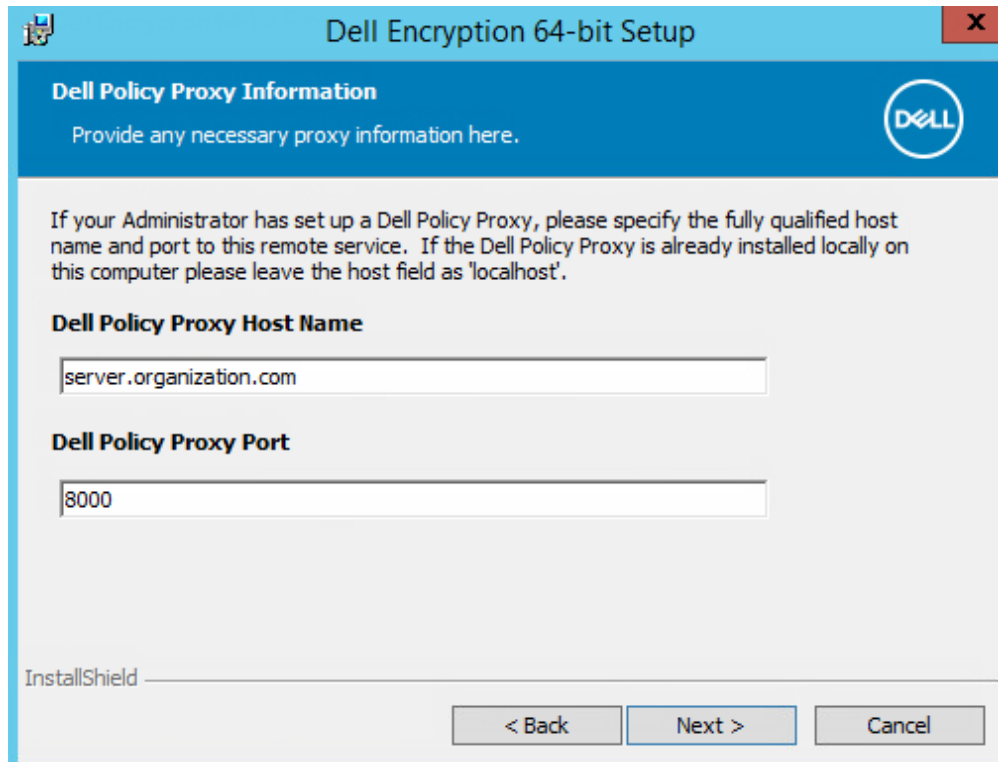 Dell Encryption 64-bit Setup
x
Dell Policy Proxy Information
DELL
Provide any necessary proxy information here.
If your Administrator has set up a Dell Policy Proxy, please specify the fully qualified host
name and port to this remote service.  If the Dell Policy Proxy is already installed locally on
this computer please leave the host field as 'localhost'.
Dell Policy Proxy Host Name
server.organization.com
Dell Policy Proxy Port
8000
InstallShield
< Back
Next >
Cancel